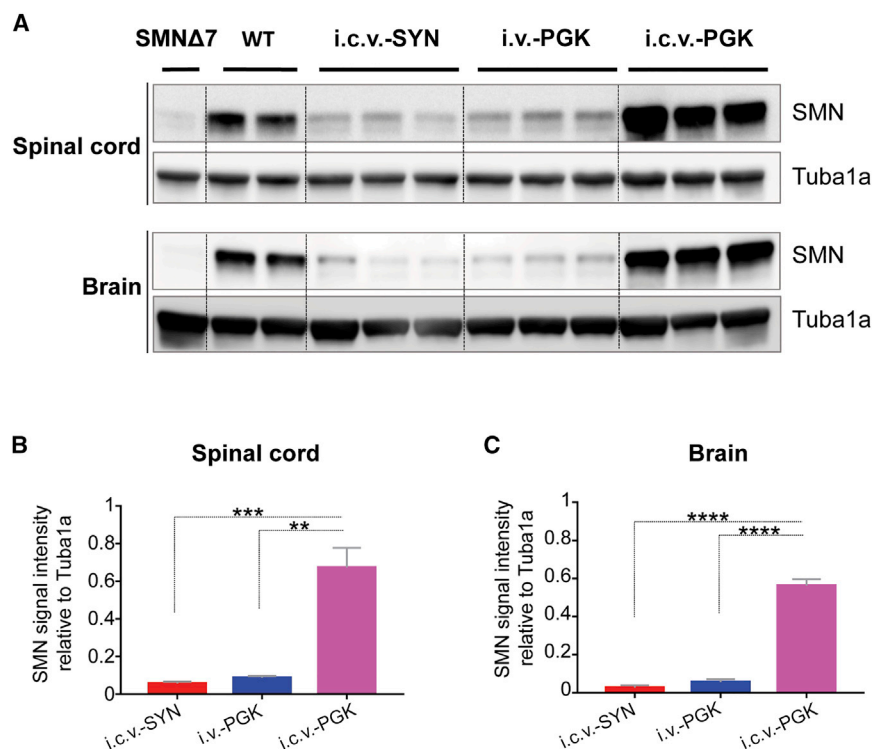 A
SMNΔ7 WT i.c.v.-SYN i.v.-PGK i.c.v.-PGK
SMN
Spinal cord
Tuba1a
SMN
Brain
Tuba1a
B
Spinal cord
SMN signal intensity
relative to Tuba1a
1
0.8
0.6
0.4
0.2
0
***
**
i.c.v.-SYN i.v.-PGK i.c.v.-PGK
C
Brain
SMN signal intensity
relative to Tuba1a
1
0.8
0.6
0.4
0.2
0
****
****
i.c.v.-SYN i.v.-PGK i.c.v.-PGK